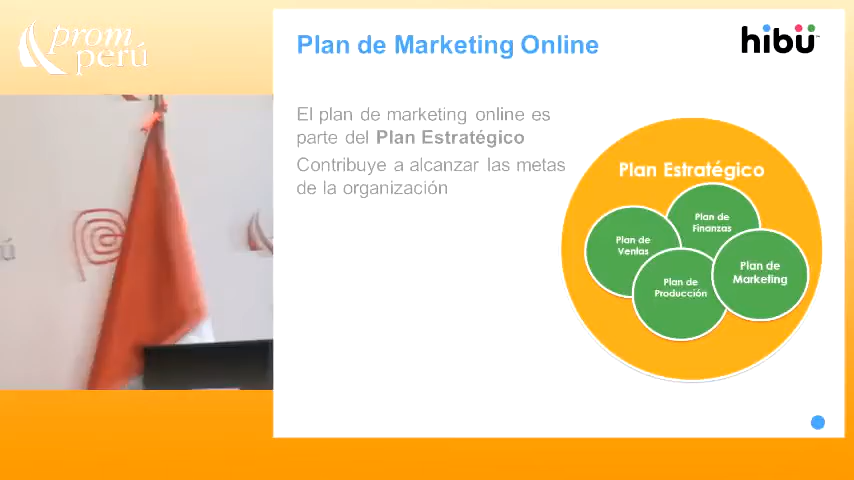 prom
perú
Plan de Marketing Online
hibü
El plan de marketing online es
parte del Plan Estratégico
Contribuye a alcanzar las metas
de la organización
Plan Estratégico
Plan de
Finanzas
Plan de
Ventas
Plan de
Marketing
Plan de
Producción
ú